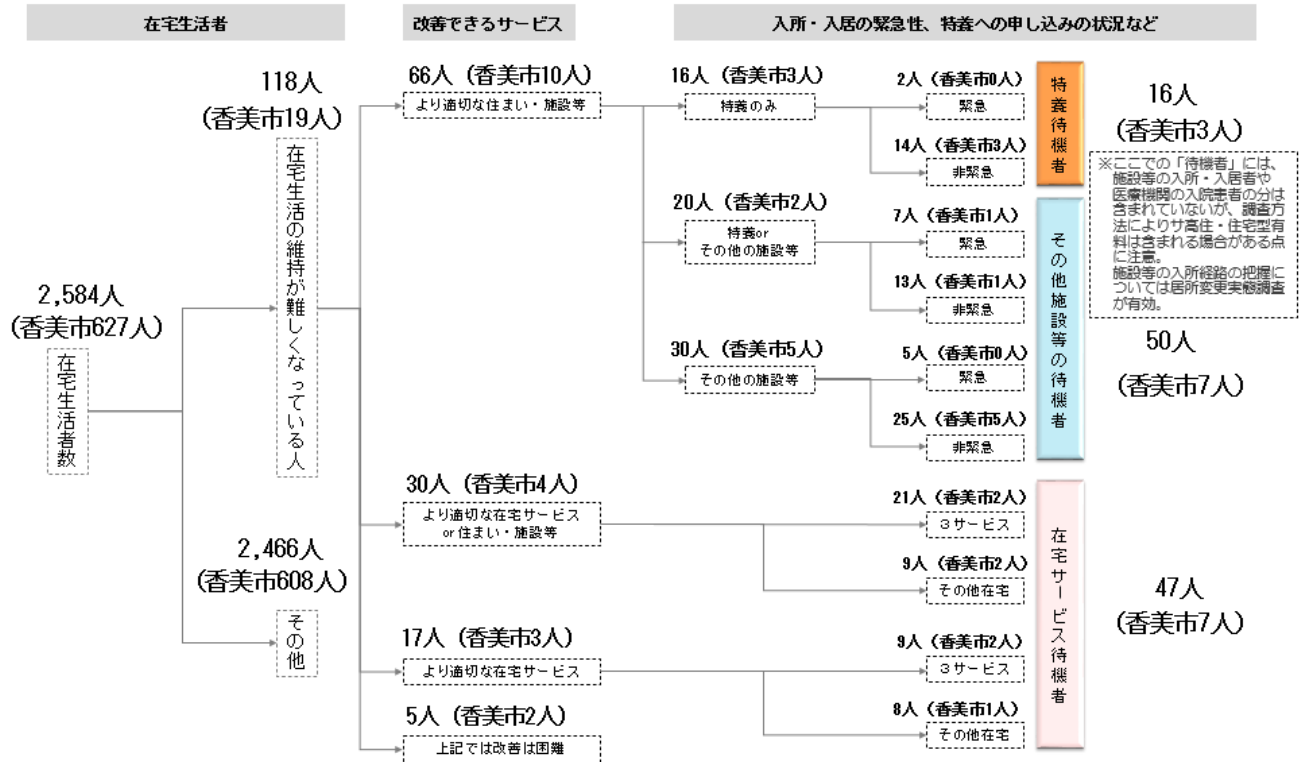 在宅生活者
改善できるサービス
入所・入居の緊急性、特養への申し込みの状況など
2,584人
(香美市627人)
在宅生活者数
118人
(香美市19人)
在宅生活の維持が難しくなっている人
2,466人
(香美市608人)
その他
66人(香美市10人)
より適切な住まい・施設等
30人(香美市4人)
より適切な在宅サービス
or住まい・施設等
17人(香美市3人)
より適切な在宅サービス
5人(香美市2人)
上記では改善は困難
16人(香美市3人)
特養のみ
20人(香美市2人)
特養or
その他の施設等
30人(香美市5人)
その他の施設等
2人(香美市0人)
緊急
14人(香美市3人)
非緊急
7人(香美市1人)
緊急
13人(香美市1人)
非緊急
5人(香美市0人)
緊急
25人(香美市5人)
非緊急
21人(香美市2人)
3サービス
9人(香美市2人)
その他在宅
9人(香美市2人)
3サービス
8人(香美市1人)
その他在宅
特養待機者
その他施設等の待機者
在宅サービス待機者
16人
(香美市3人)
※ここでの「待機者」には、
施設等の入所・入居者や
医療機関の入院患者の分は
含まれていないが、調査方
法によりサ高住・住宅型有
料は含まれる場合がある点
に注意。
施設等の入所経路の把握に
ついては居所変更実態調査
が有効。
50人
(香美市7人)
47人
(香美市7人)